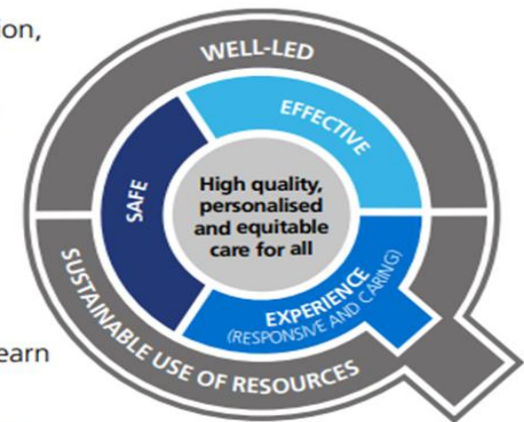 ion,
WELL-LED
EFFECTIVE
SAFE
High quality,
personalised
and equitable
care for all
EXPERIENCE
(RESPONSIVE AND CARING)
SUSTAINABLE USE OF RESOURCES
earn